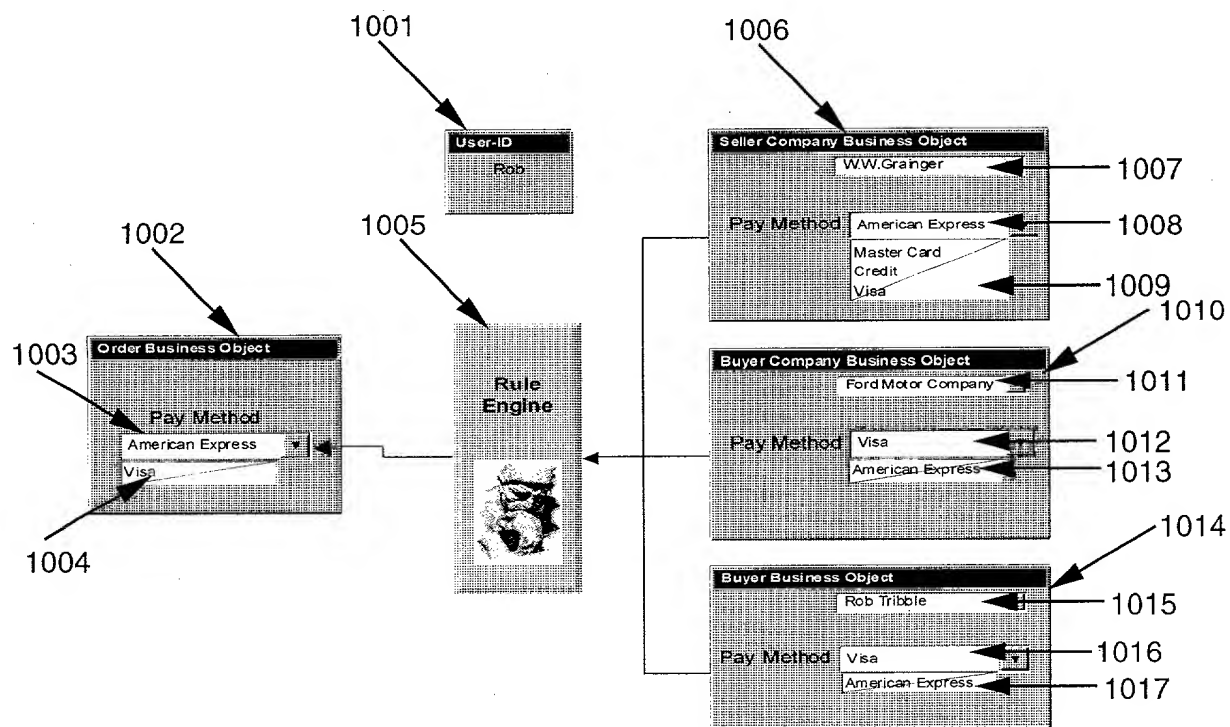 1001
1006
User-ID
Rob
Seller Company Business Object
W.W.Grainger
1007
Pay Method
American Express
1008
Master Card
Credit
Visa
1009
1002
1005
1010
Order Business Object
1003
Pay Method
American Express
Visa
1004
Rule
Engine
Buyer Company Business Object
Ford Motor Company
1011
Pay Method
Visa
1012
American Express
1013
1014
Buyer Business Object
Rob Tribble
1015
Pay Method
Visa
1016
American Express
1017